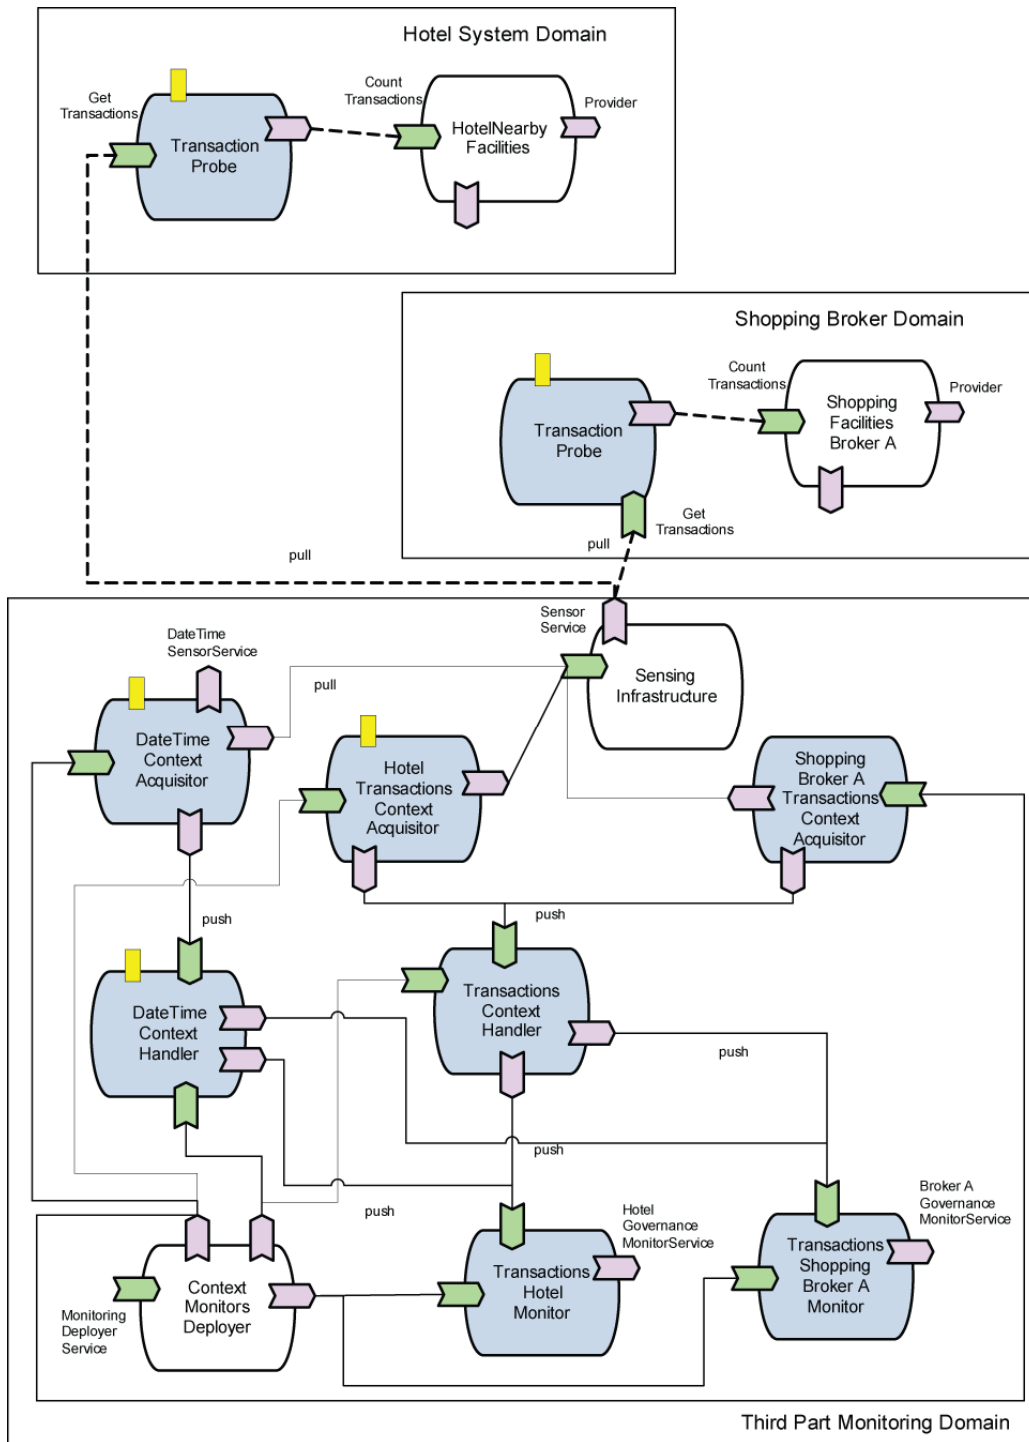 Hotel System Domain
Get
Transactions
Count
Transactions
Provider
Transaction
Probe
HotelNearby
Facilities
Shopping Broker Domain
Count
Transactions
Provider
Transaction
Probe
Shopping
Facilities
Broker A
Get
Transactions
pull
pull
Sensor
Service
DateTime
SensorService
pull
Sensing
Infrastructure
DateTime
Context
Acquisitor
Hotel
Transactions
Context
Acquisitor
Shopping
Broker A
Transactions
Context
Acquisitor
push
push
DateTime
Context
Handler
Transactions
Context
Handler
push
push
push
Hotel
Governance
MonitorService
Broker A
Governance
MonitorService
Context
Monitors
Deployer
Transactions
Hotel
Monitor
Transactions
Shopping
Broker A
Monitor
Monitoring
Deployer
Service
Third Part Monitoring Domain